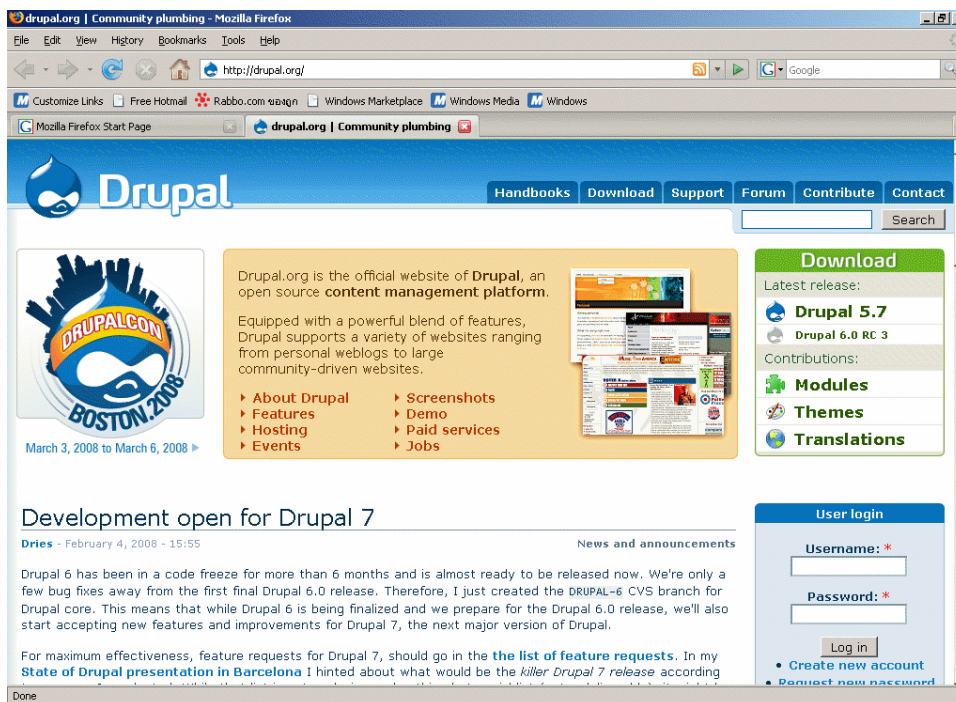 drupal.org | Community plumbing - Mozilla Firefox
File Edit View History Bookmarks Tools Help
http://drupal.org/
Google
Customize Links Free Hotmail Rabbo.com ของถูก Windows Marketplace Windows Media Windows
Mozilla Firefox Start Page drupal.org | Community plumbing
Drupal
Handbooks Download Support Forum Contribute Contact
Search
DRUPALCON
BOSTON.2008
March 3, 2008 to March 6, 2008
Drupal.org is the official website of Drupal, an
open source content management platform.
Equipped with a powerful blend of features,
Drupal supports a variety of websites ranging
from personal weblogs to large
community-driven websites.
About Drupal
Features
Hosting
Events
Screenshots
Demo
Paid services
Jobs
Download
Latest release:
Drupal 5.7
Drupal 6.0 RC 3
Contributions:
Modules
Themes
Translations
Development open for Drupal 7
Dries - February 4, 2008 - 15:55 News and announcements
Drupal 6 has been in a code freeze for more than 6 months and is almost ready to be released now. We're only a
few bug fixes away from the first final Drupal 6.0 release. Therefore, I just created the DRUPAL-6 CVS branch for
Drupal core. This means that while Drupal 6 is being finalized and we prepare for the Drupal 6.0 release, we'll also
start accepting new features and improvements for Drupal 7, the next major version of Drupal.
For maximum effectiveness, feature requests for Drupal 7, should go in the the list of feature requests. In my
State of Drupal presentation in Barcelona I hinted about what would be the killer Drupal 7 release according
User login
Username: *
Password: *
Log in
Create new account
Request new password
Done